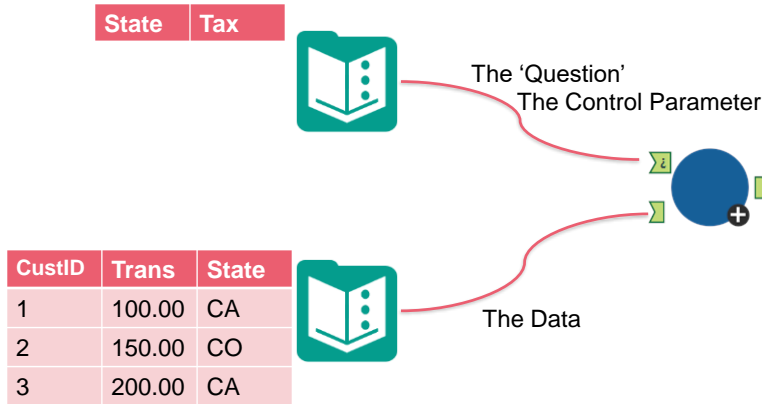 State Tax
The 'Question'
The Control Parameter
¿
CustID Trans State
1 100.00 CA
2 150.00 CO
3 200.00 CA
The Data